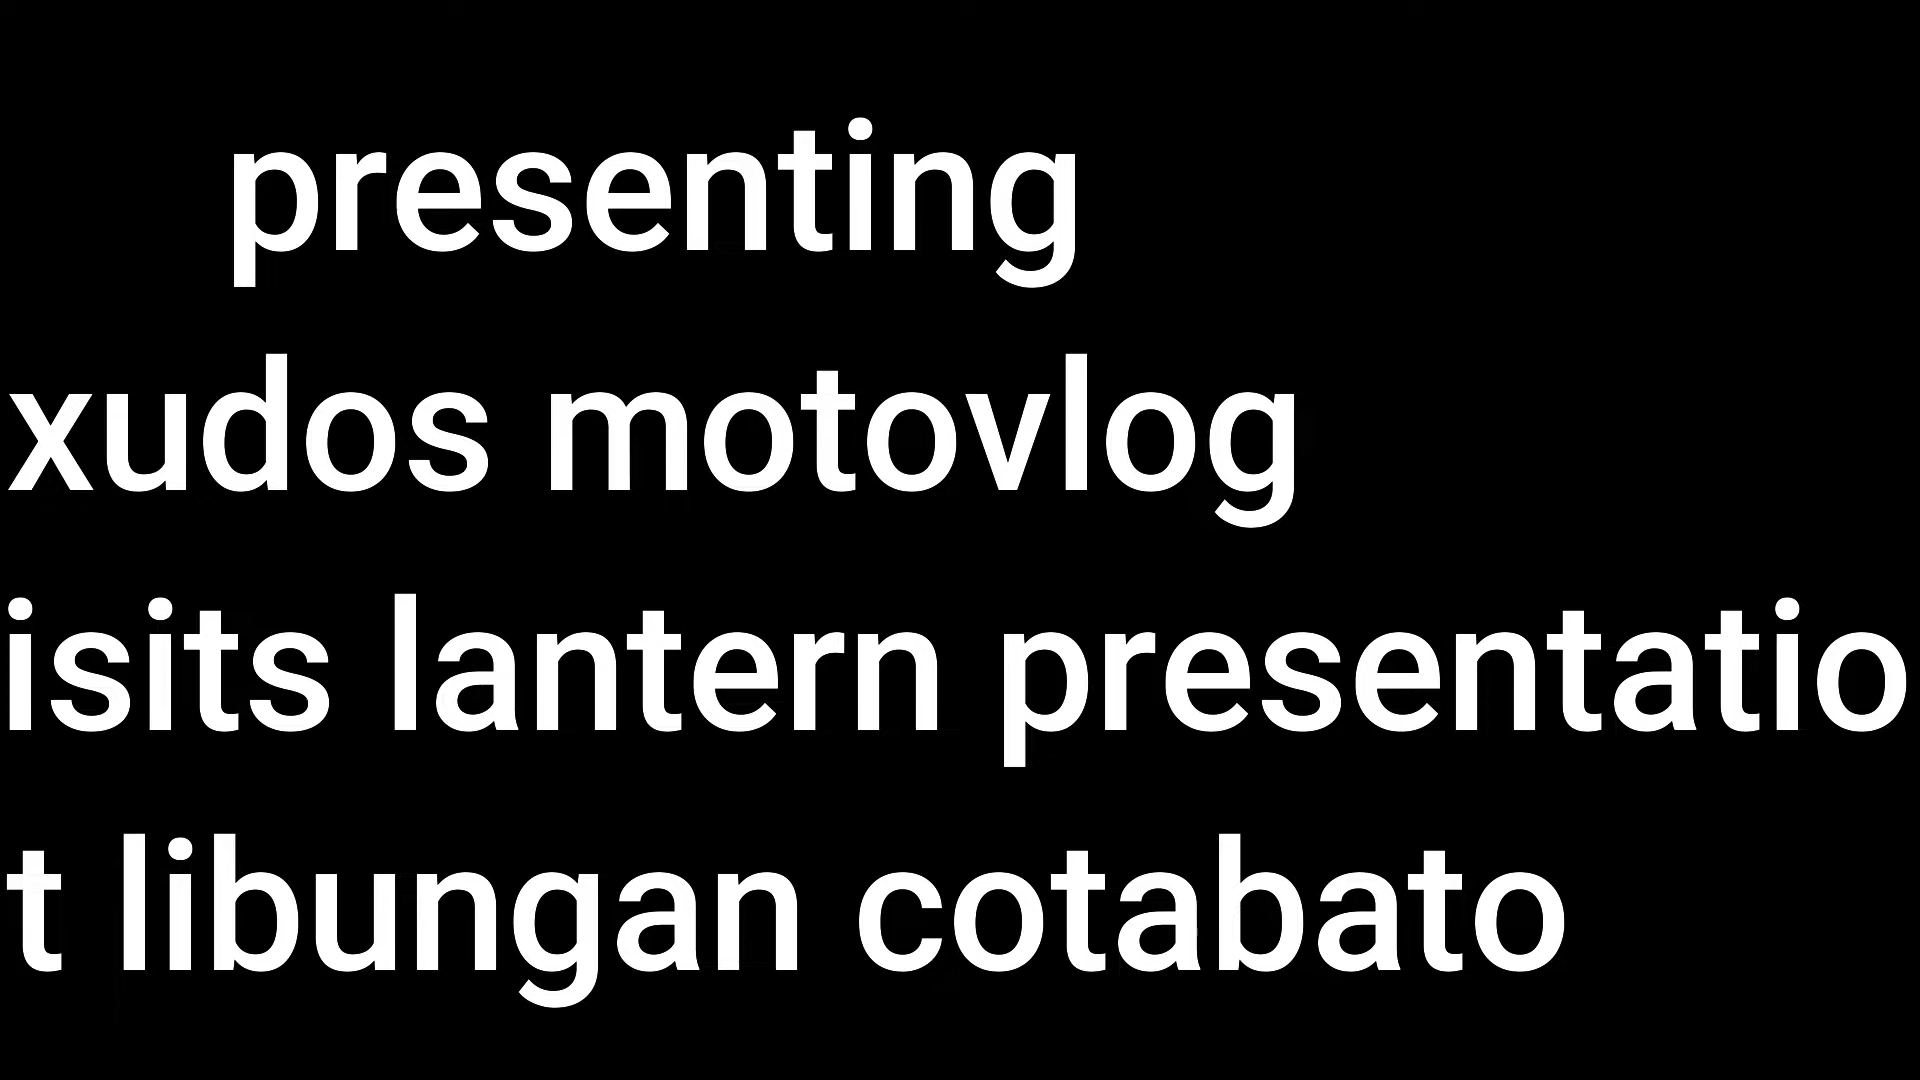 presenting
xudos motovlog
isits lantern presentatio
t libungan cotabato